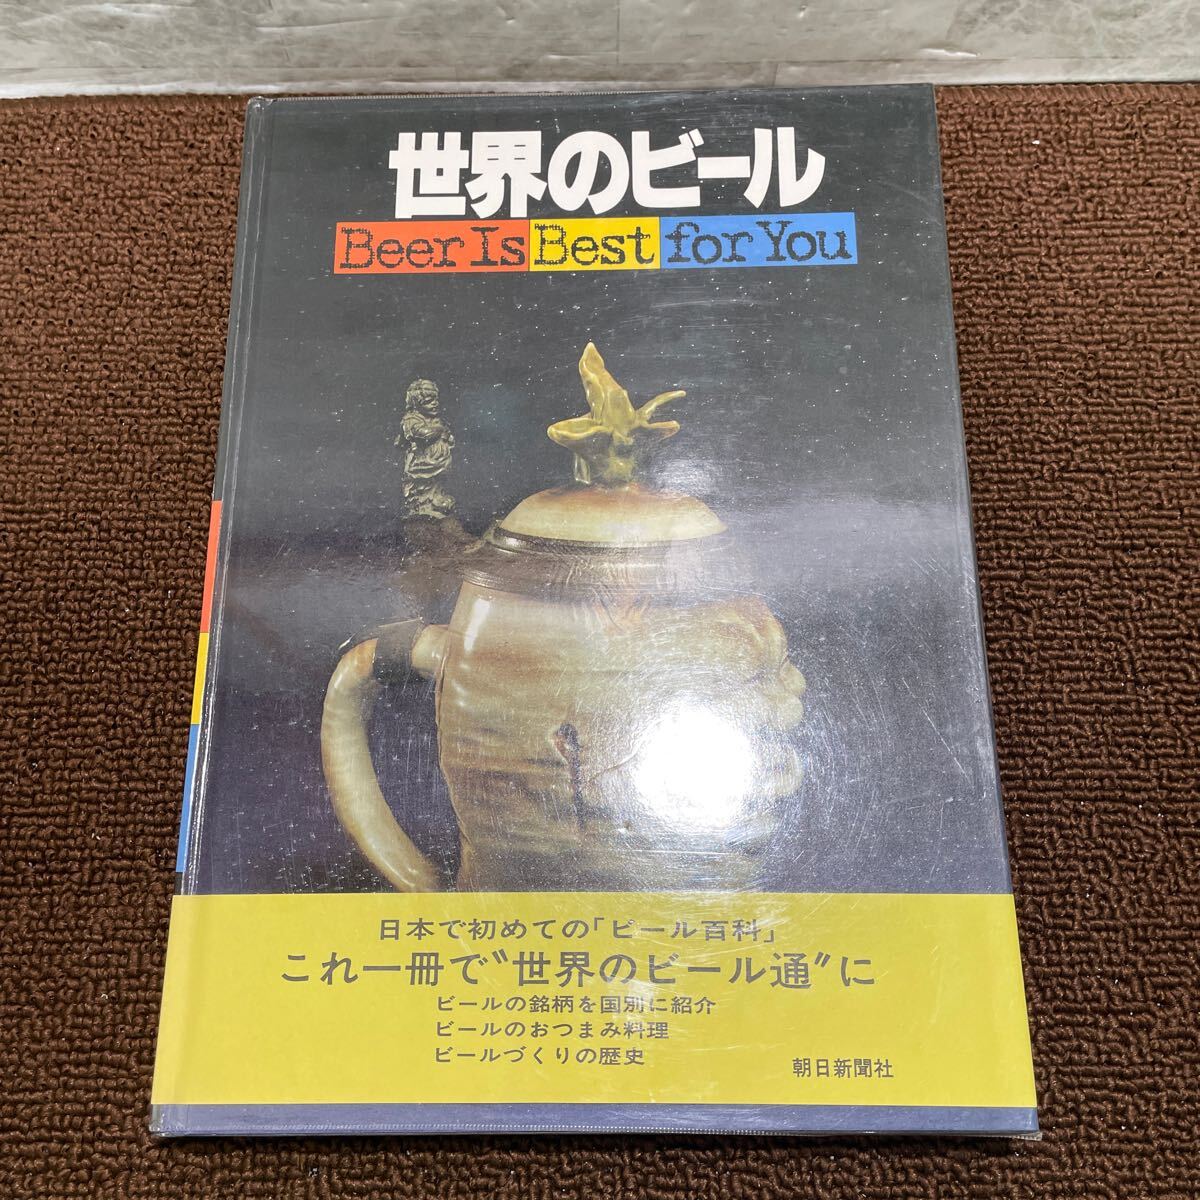 世界のビール
Beer Is Best for You
日本で初めての「ビール百科」
これ一冊で〝世界のビール通〟に
ビールの銘柄を国別に紹介
ビールのおつまみ料理
ビールづくりの歴史
朝日新聞社